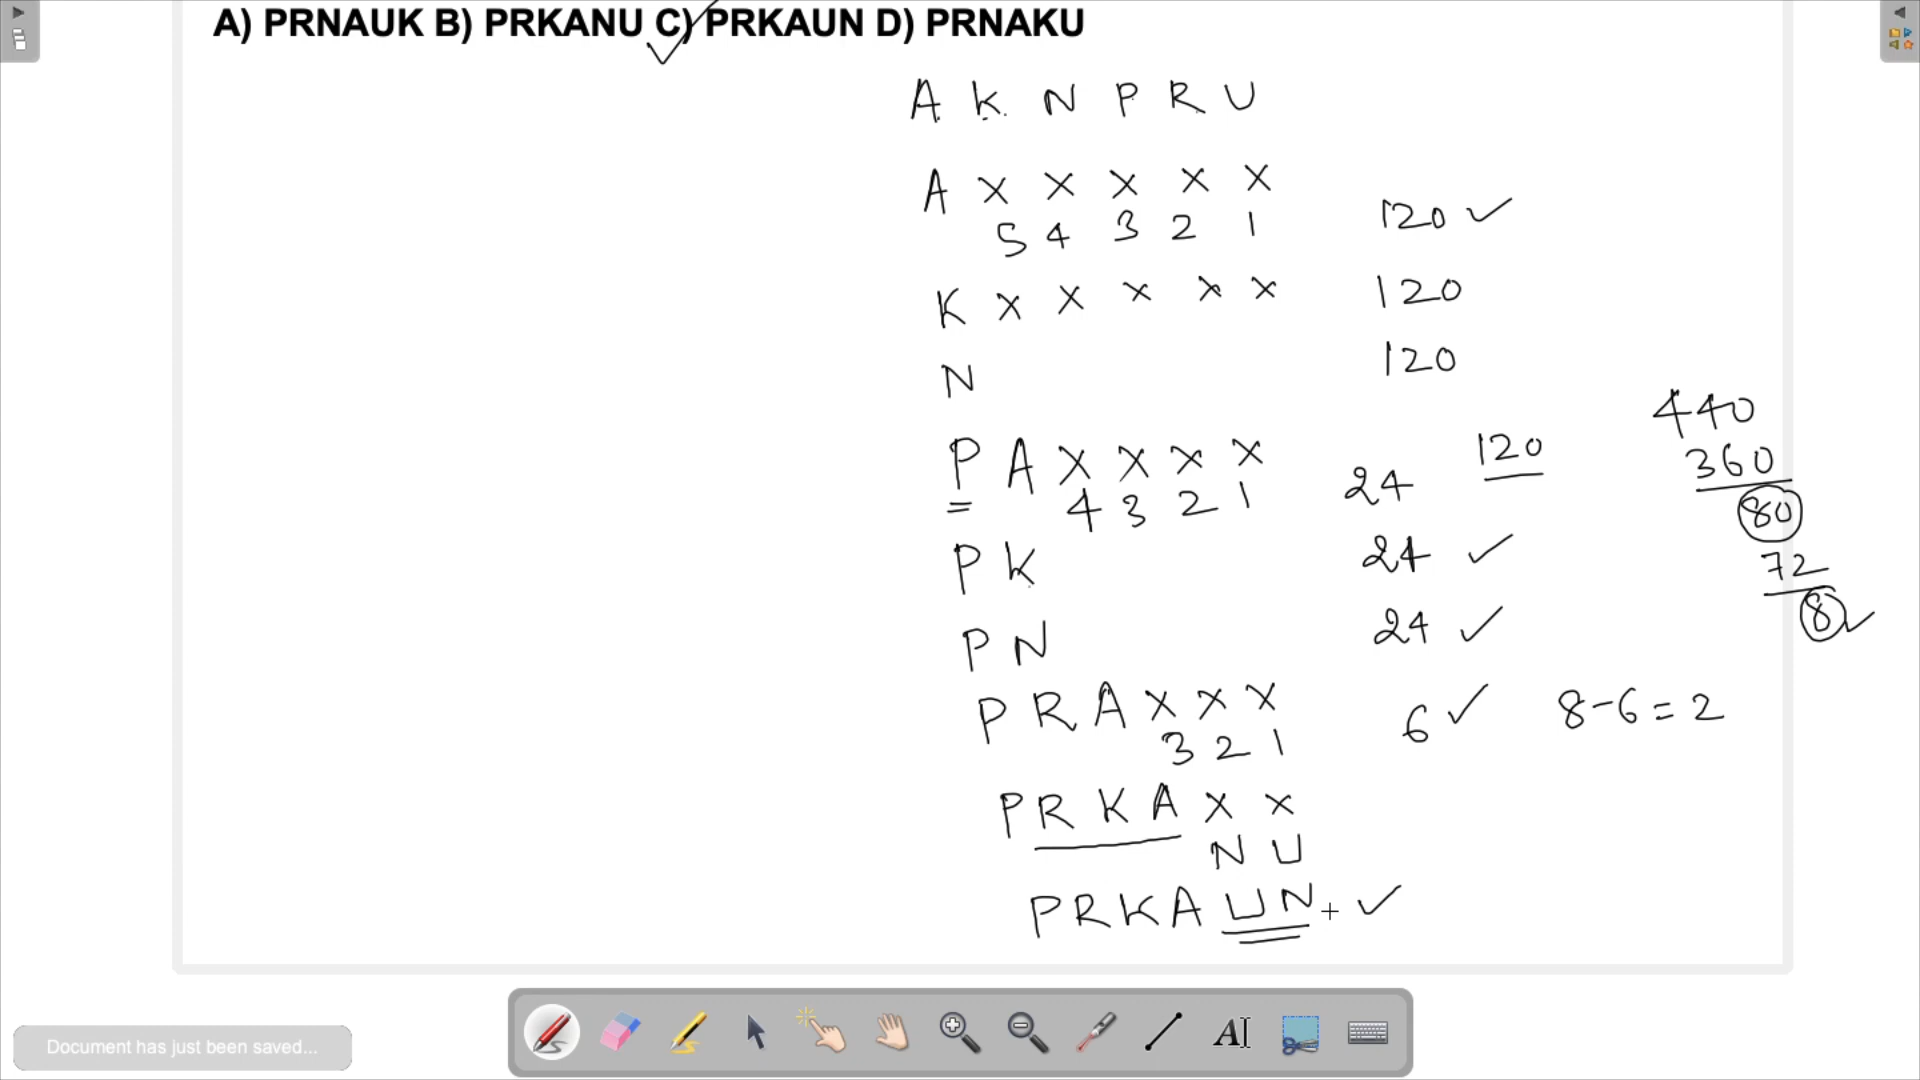 A) PRNAUK B) PRKANU C) PRKAUN D) PRNAKU
A K N P R U
A X X X X X
120
5 4 3 2 1
K X X X X X 120
N 120
440
P A X X X X 24 120 360
4 3 2 1 80
P K 24 72
8
P N 24
P R A X X X 6 8-6=2
3 2 1
P R K A X X
N U
P R K A U N
Document has just been saved...
AI